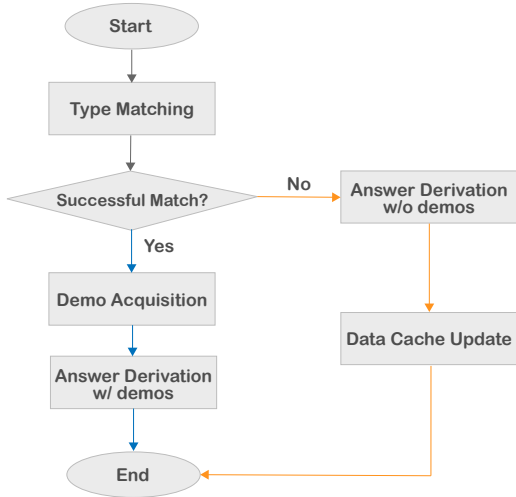 Start
Type Matching
Successful Match?
No
Answer Derivation
w/o demos
Yes
Demo Acquisition
Data Cache Update
Answer Derivation
w/ demos
End